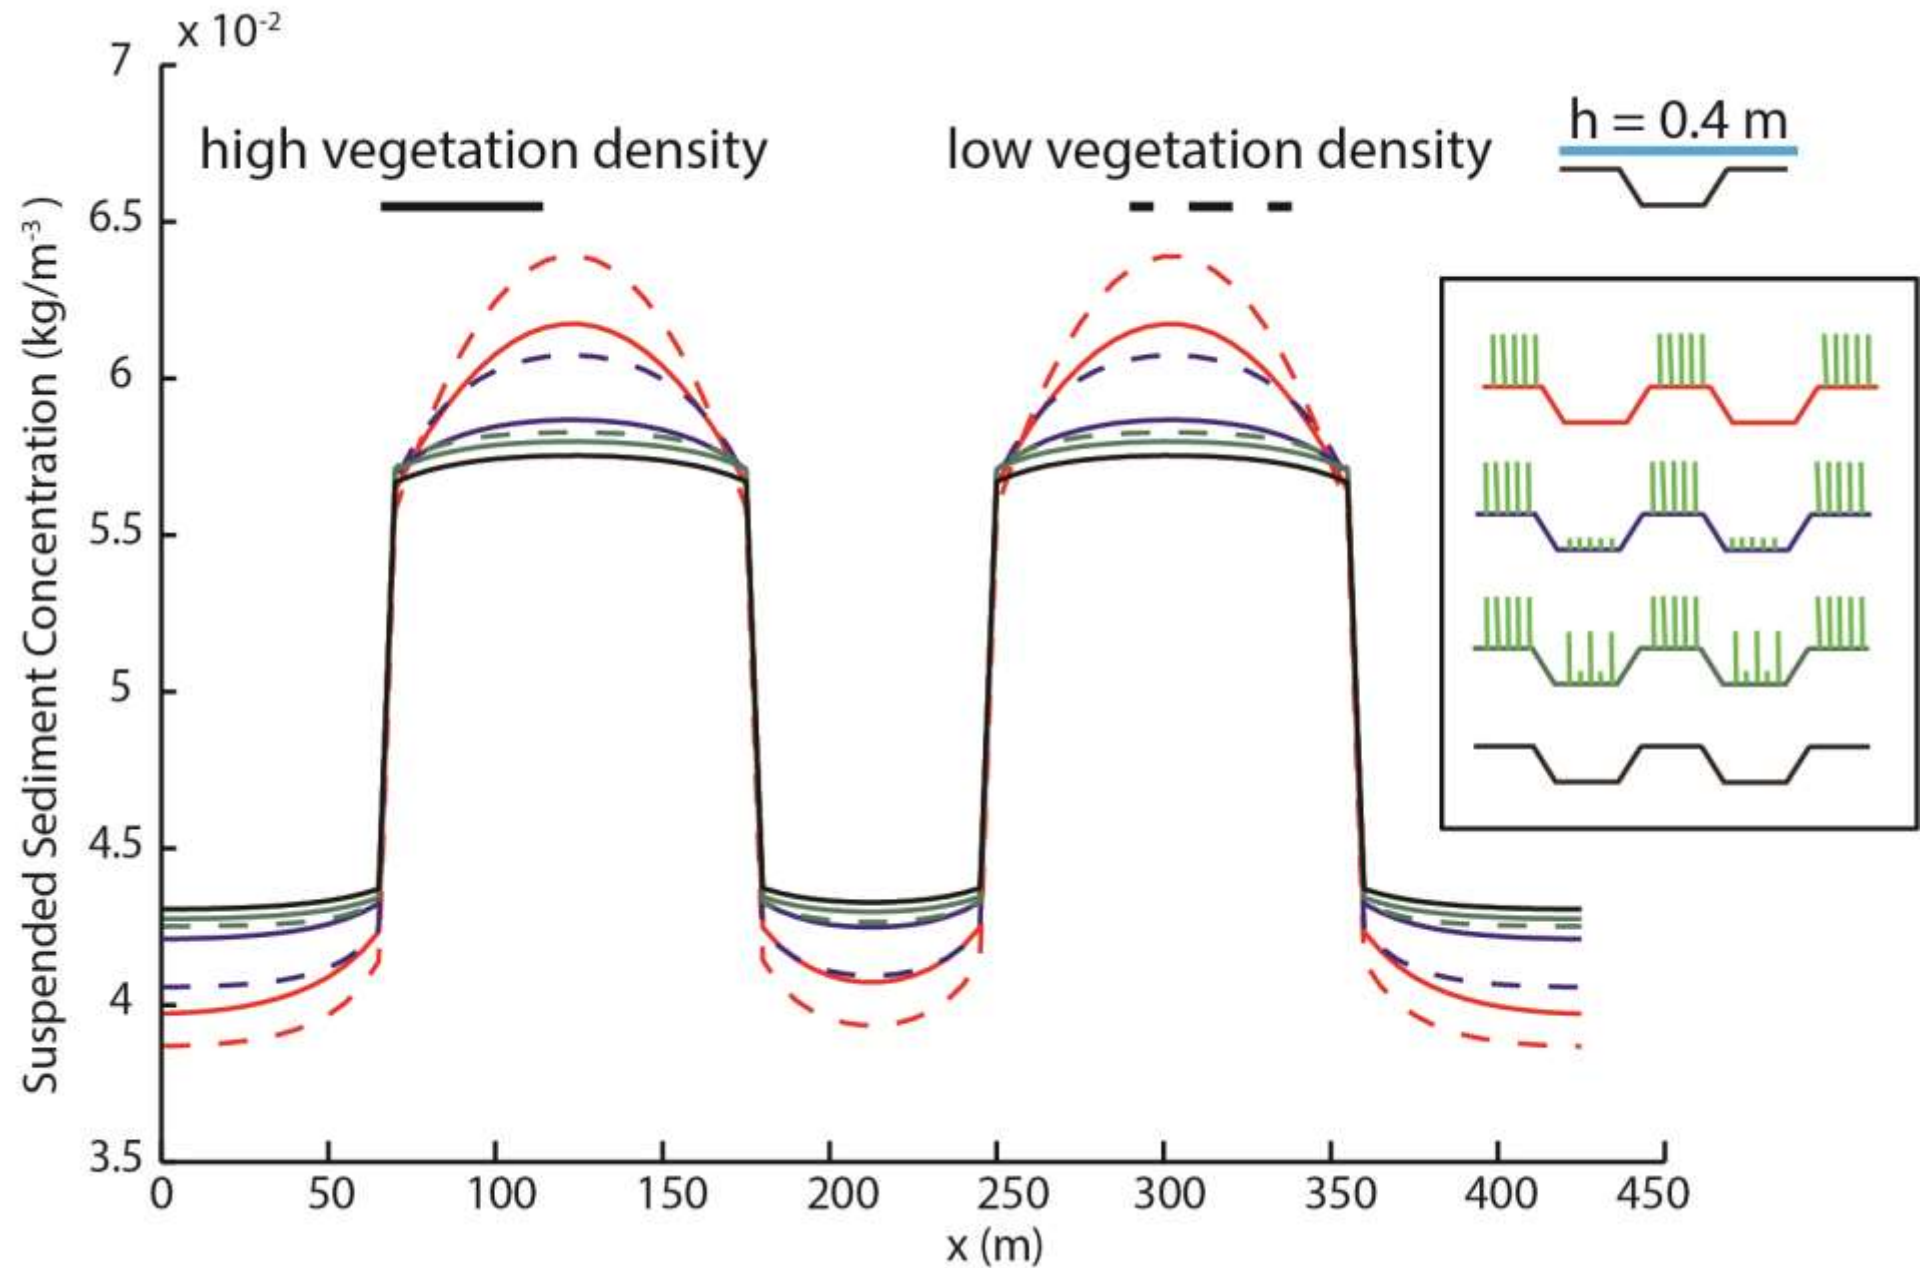 x 10⁻²
7
high vegetation density
low vegetation density
h = 0.4 m
6.5
6
5.5
5
4.5
4
3.5
Suspended Sediment Concentration (kg/m⁻³ )
0 50 100 150 200 250 300 350 400 450
x (m)